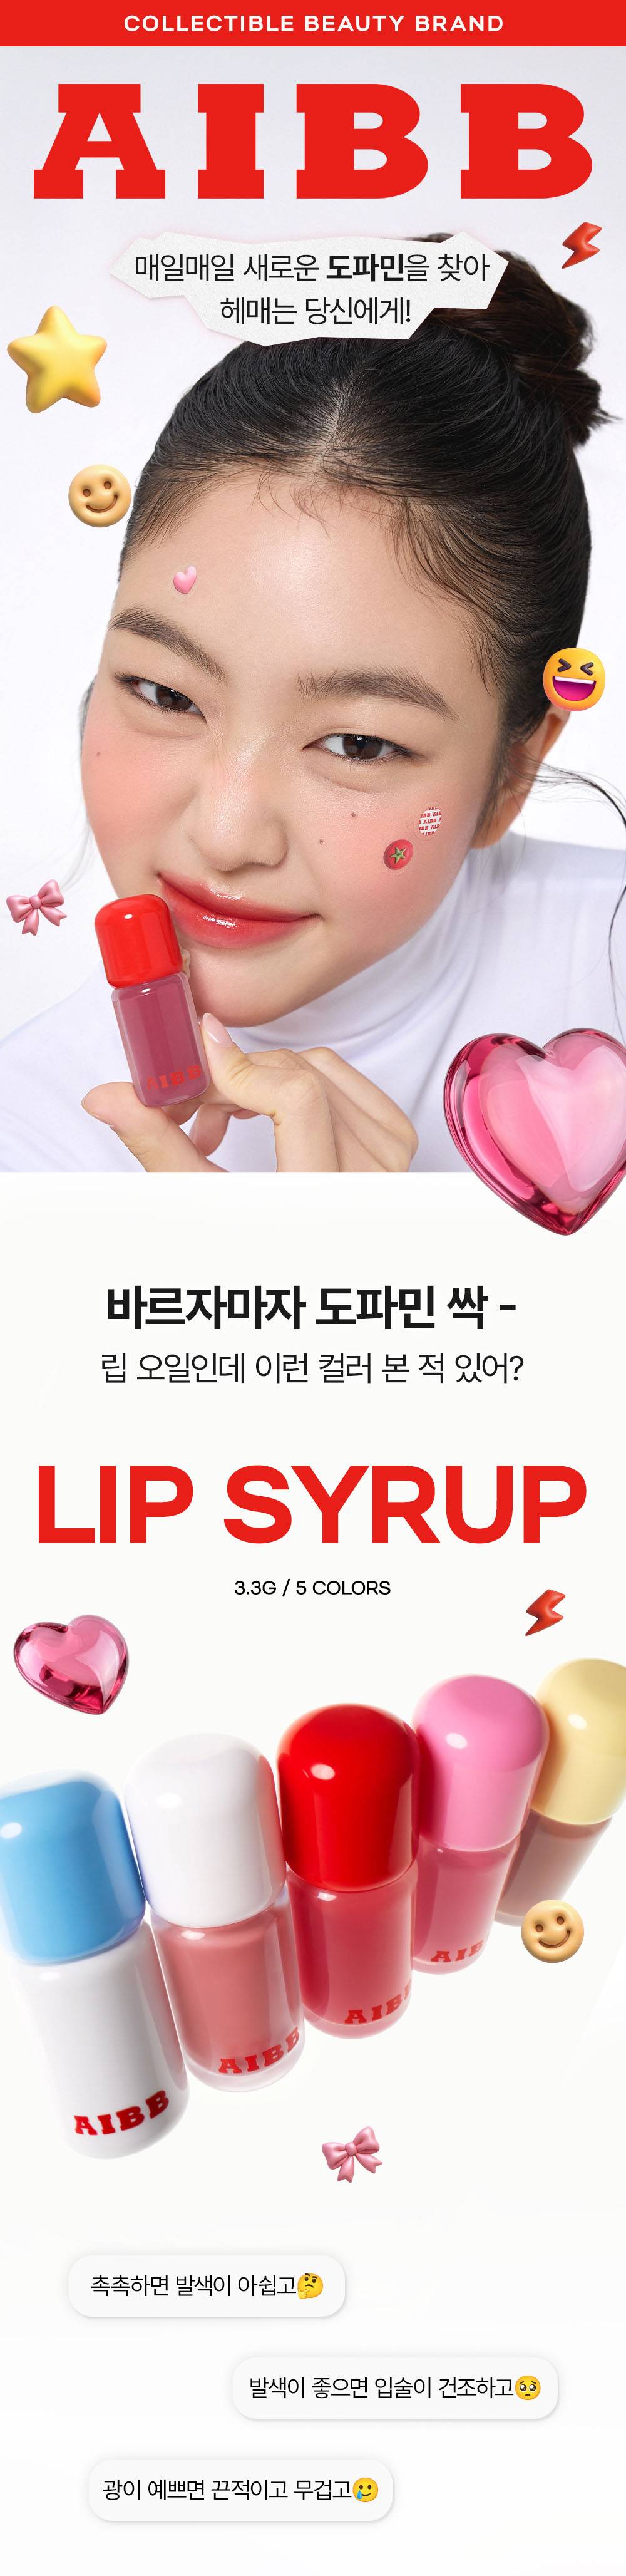 COLLECTIBLE BEAUTY BRAND
AIBB
매일매일 새로운 도파민을 찾아
헤매는 당신에게!
AIBB
바르자마자 도파민 싹 -
립 오일인데 이런 컬러 본 적 있어?
LIP SYRUP
3.3G / 5 COLORS
AIB
AIBB
AIBB
AIBB
촉촉하면 발색이 아쉽고🤔
발색이 좋으면 입술이 건조하고🥺
광이 예쁘면 끈적이고 무겁고🥲